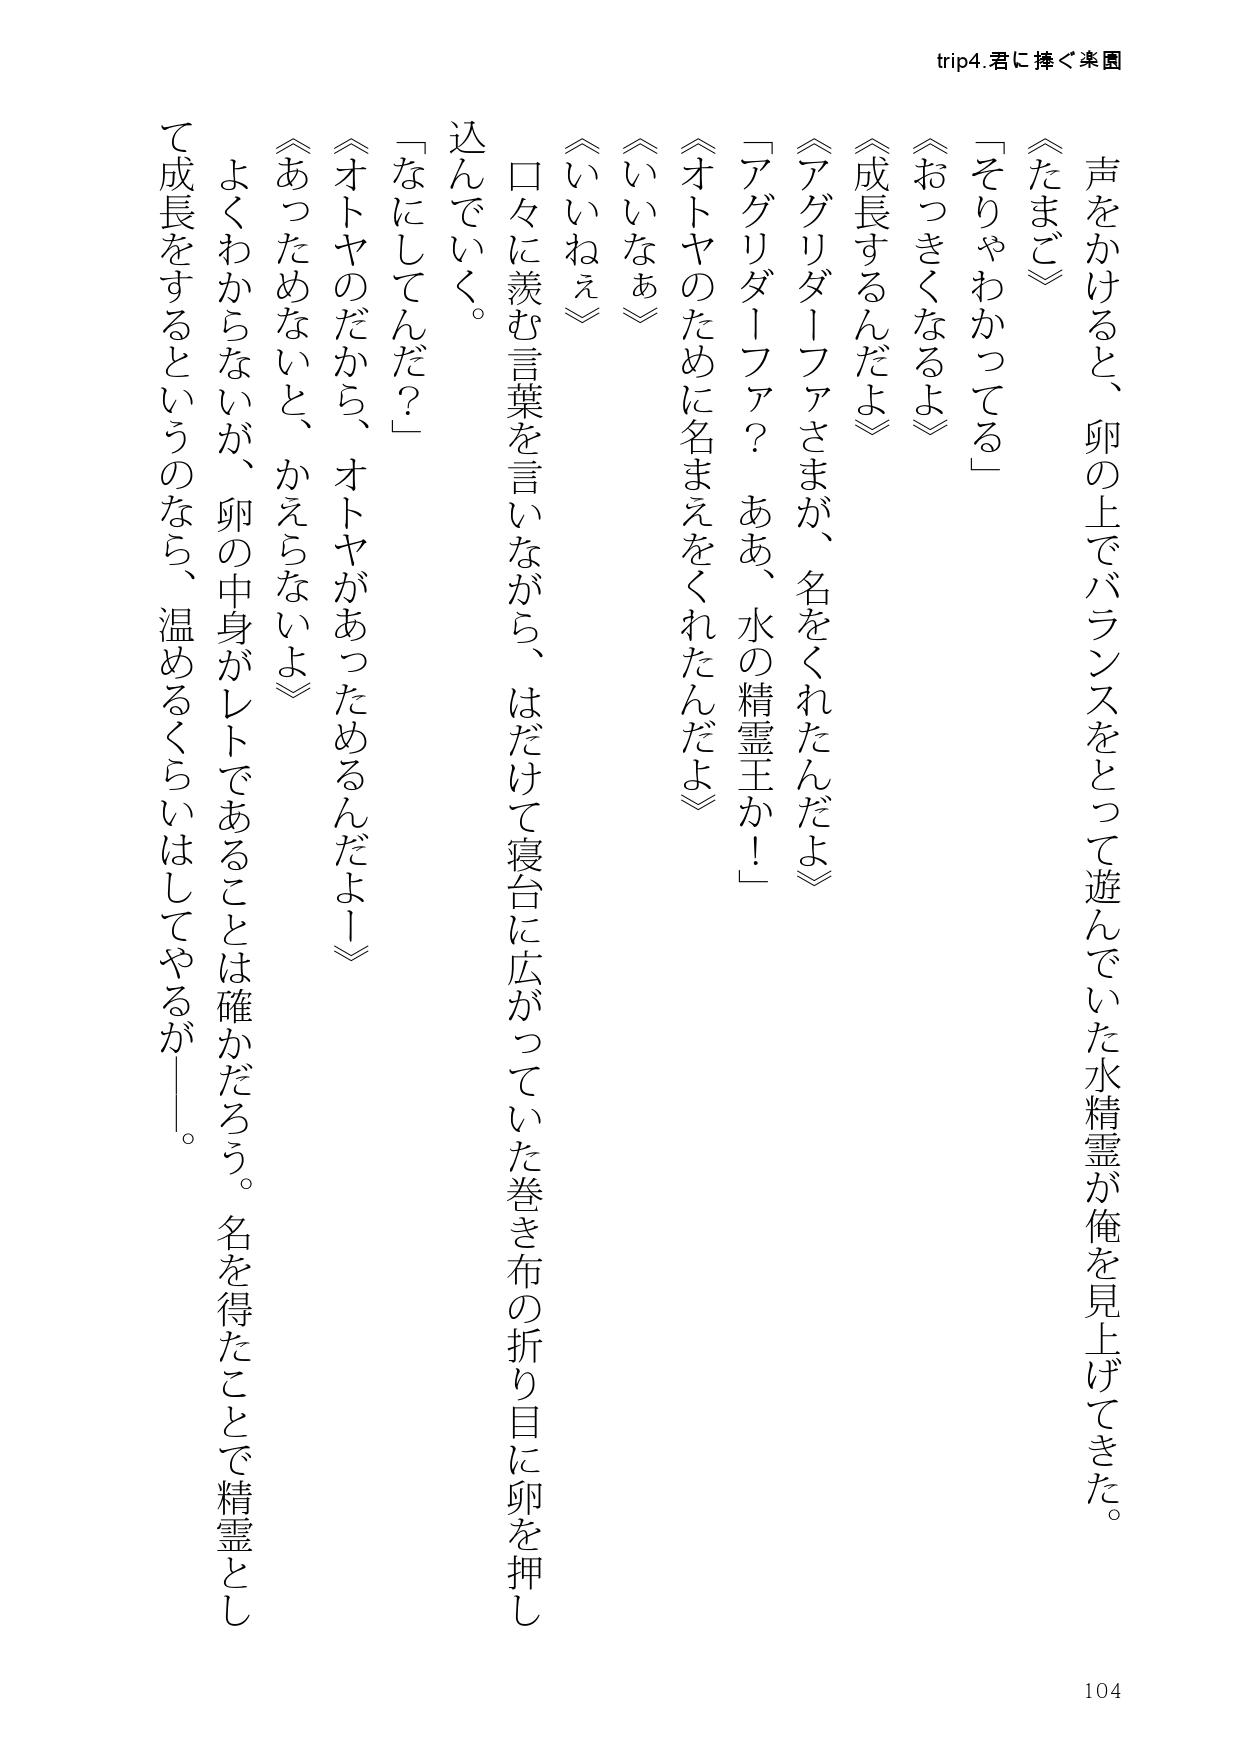 trip4.君に捧ぐ楽園
　声をかけると、卵の上でバランスをとって遊んでいた水精霊が俺を見上げてきた。
《たまご》
「そりゃわかってる」
《おっきくなるよ》
《成長するんだよ》
《アグリダーファさまが、名をくれたんだよ》
「アグリダーファ？　ああ、水の精霊王か！」
《オトヤのために名まえをくれたんだよ》
《いいなぁ》
《いいねぇ》
　口々に羨む言葉を言いながら、はだけて寝台に広がっていた巻き布の折り目に卵を押し
込んでいく。
「なにしてんだ？」
《オトヤのだから、オトヤがあっためるんだよー》
《あっためないと、かえらないよ》
　よくわからないが、卵の中身がレトであることは確かだろう。名を得たことで精霊とし
て成長をするというのなら、温めるくらいはしてやるが――。
104